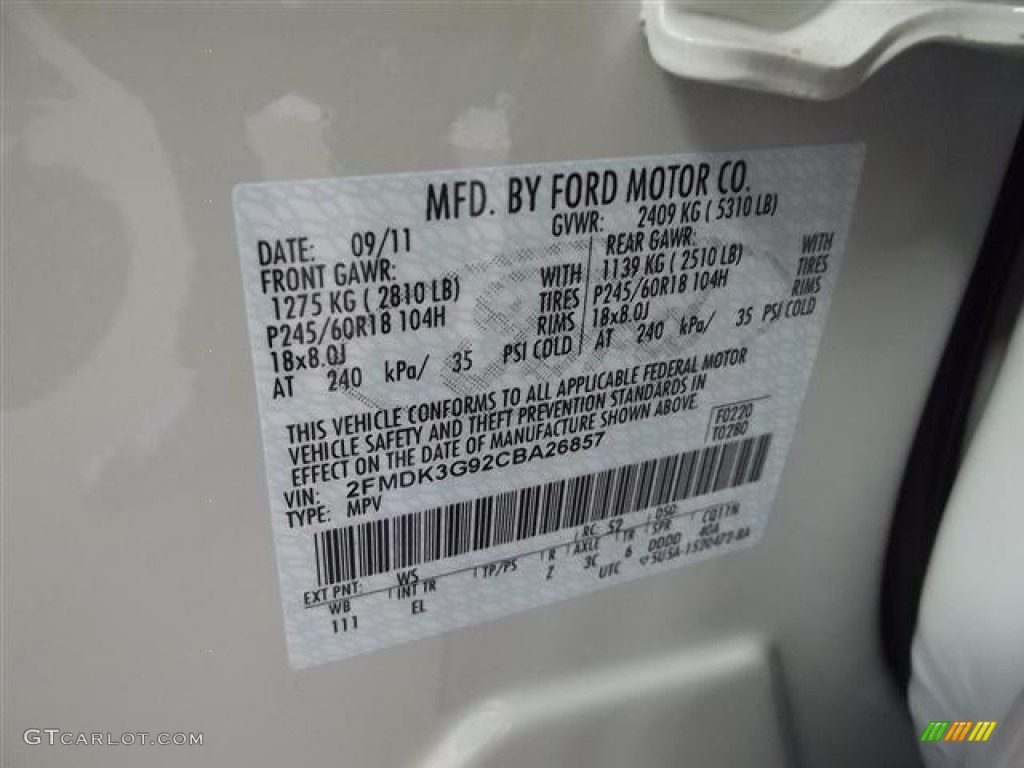 MFD. BY FORD MOTOR CO.
DATE: 09/11 GVWR: 2409 KG ( 5310 LB)
FRONT GAWR: REAR GAWR:
1275 KG ( 2810 LB) WITH 1139 KG ( 2510 LB) WITH
P245/60R18 104H TIRES P245/60R18 104H TIRES
18x8.0J RIMS 18x8.0J RIMS
AT 240 kPa/ 35 PSI COLD AT 240 kPa/ 35 PSI COLD
THIS VEHICLE CONFORMS TO ALL APPLICABLE FEDERAL MOTOR
VEHICLE SAFETY AND THEFT PREVENTION STANDARDS IN
EFFECT ON THE DATE OF MANUFACTURE SHOWN ABOVE.
F0220
T0280
VIN: 2FMDK3G92CBA26857
TYPE: MPV
EXT PNT: WS RC: 52 DSO:
WB INT TR TP/PS R AXLE TR SPR
111 EL Z 3C 6 DDDD
UTC
GTCARLOT.COM